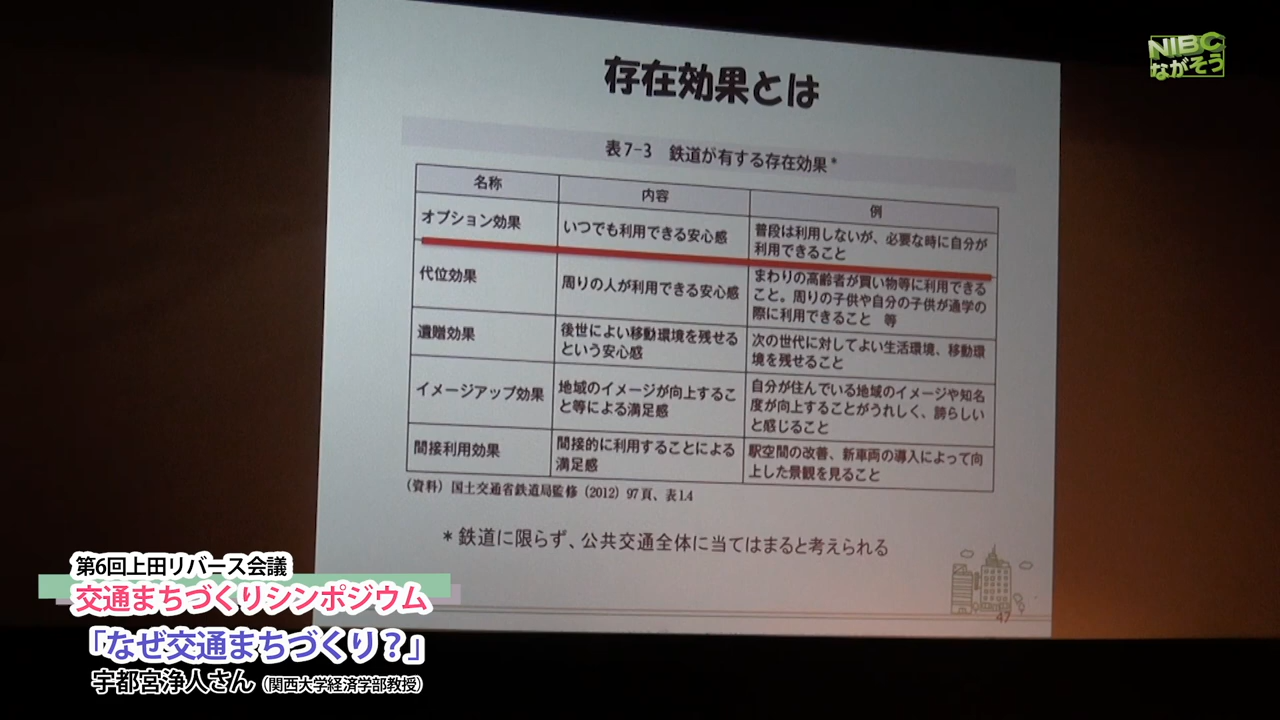 NIBC
ながそう
存在効果とは
表7-3 鉄道が有する存在効果*
名称 内容 例
オプション効果 いつでも利用できる安心感 普段は利用しないが、必要な時に自分が
利用できること
代位効果 周りの人が利用できる安心感 まわりの高齢者が買い物等に利用できる
こと。周りの子供や自分の子供が通学の
際に利用できること 等
遺贈効果 後世によい移動環境を残せる
という安心感
次の世代に対してよい生活環境、移動環
境を残せること
イメージアップ効果 地域のイメージが向上するこ
と等による満足感
自分が住んでいる地域のイメージや知名
度が向上することがうれしく、誇らしい
と感じること
間接利用効果 間接的に利用することによる
満足感
駅空間の改善、新車両の導入によって向
上した景観を見ること
(資料)国土交通省鉄道局監修(2012)97頁、表1.4
*鉄道に限らず、公共交通全体に当てはまると考えられる
47
第6回上田リバース会議
交通まちづくりシンポジウム
「なぜ交通まちづくり?」
宇都宮浄人さん(関西大学経済学部教授)